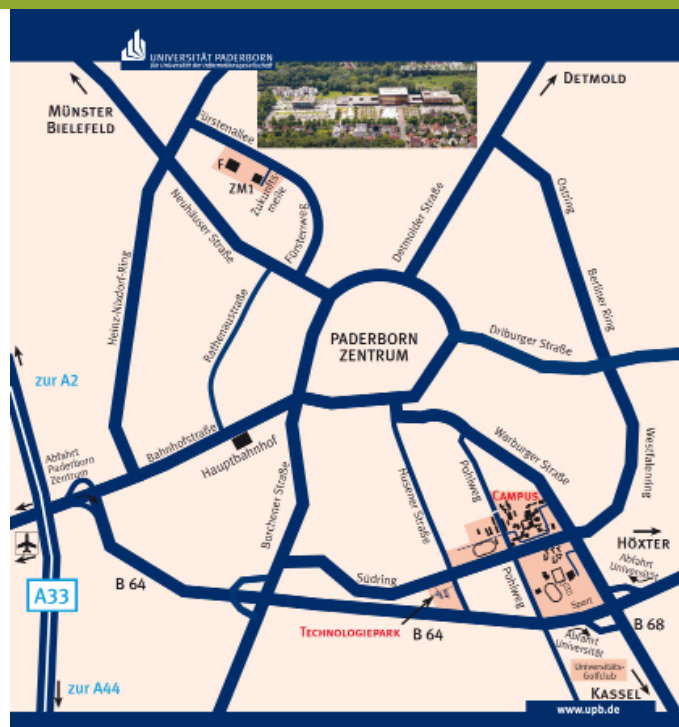 UNIVERSITÄT PADERBORN
Die Universität der Informationsgesellschaft
MÜNSTER
BIELEFELD
DETMOLD
Fürstenallee
F
ZM1
Zukunfts
meile
Fürstenweg
Neuhäuser Straße
Detmolder Straße
Ostring
Heinz-Nixdorf-Ring
Rathenaustraße
Berliner Ring
PADERBORN
ZENTRUM
Driburger Straße
zur A2
Bahnhofstraße
Hauptbahnhof
Abfahrt
Paderborn
Zentrum
Warburger Straße
Westfalenring
Borchener Straße
Husener Straße
Pohlweg
CAMPUS
HÖXTER
Abfahrt
Universität
Südring
B 64
A33
Pohlweg
Sport
TECHNOLOGIEPARK
B 64
B 68
Abfahrt
Universität
Universitäts-
Golfclub
zur A44
KASSEL
www.upb.de